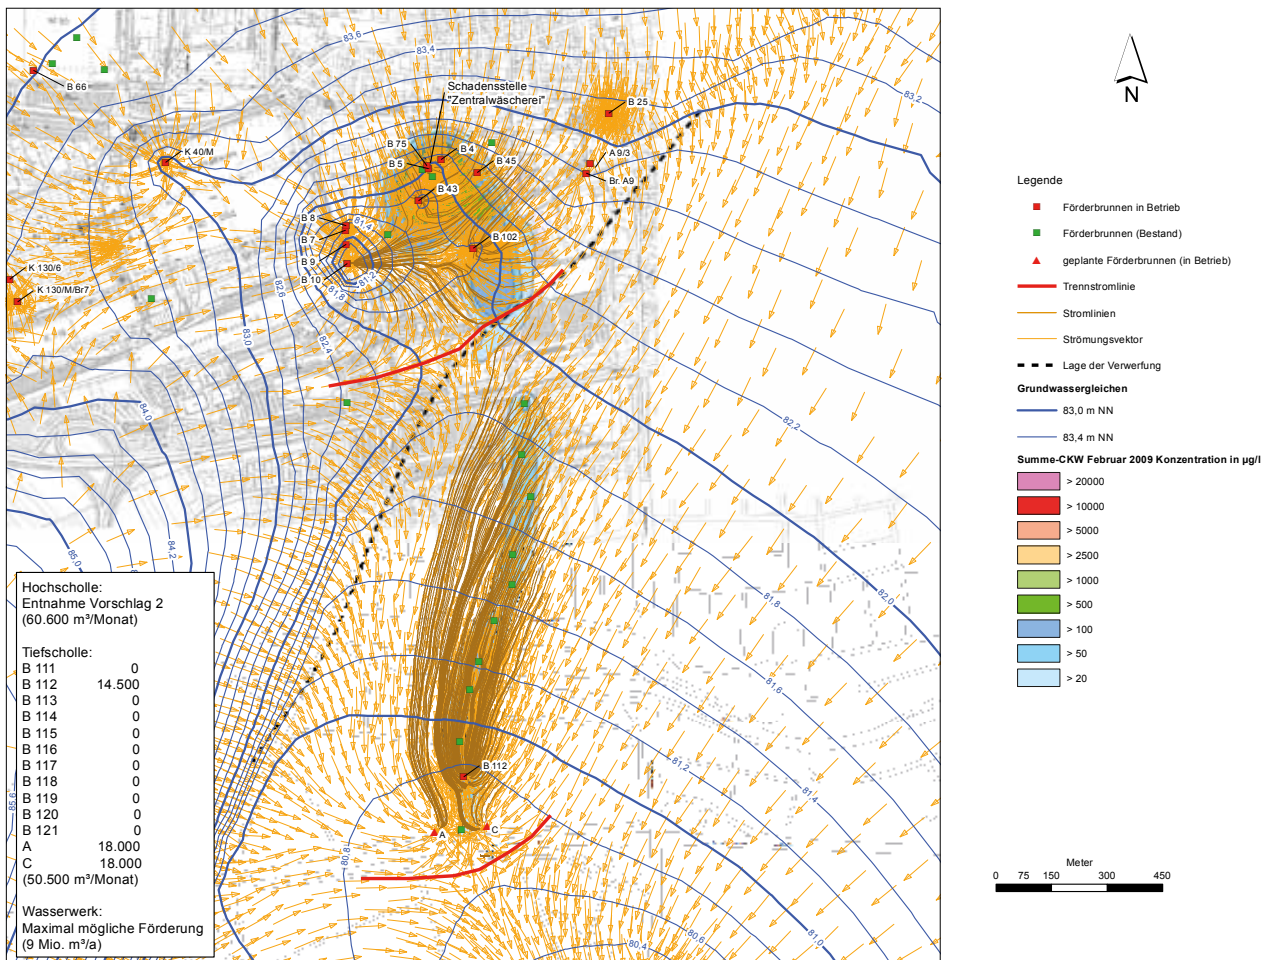 83,6
83,4
83,2
B 66
Schadensstelle
"Zentralwäscherei"
B 25
K 40/M
B 75
B 4
B 5
B 45
A 9/3
Br. A9
B 43
B 8
81,4
B 7
B 102
B 9
B 10
81,2
81,8
82,6
K 130/6
K 130/M/Br7
83,0
82,4
84,0
82,2
85,0
84,2
82,0
81,8
81,6
81,2
81,4
85,6
B 112
A
C
80,8
81,0
80,6
80,4
Hochscholle:
Entnahme Vorschlag 2
(60.600 m³/Monat)
Tiefscholle:
B 111 0
B 112 14.500
B 113 0
B 114 0
B 115 0
B 116 0
B 117 0
B 118 0
B 119 0
B 120 0
B 121 0
A 18.000
C 18.000
(50.500 m³/Monat)
Wasserwerk:
Maximal mögliche Förderung
(9 Mio. m³/a)
N
Legende
Förderbrunnen in Betrieb
Förderbrunnen (Bestand)
geplante Förderbrunnen (in Betrieb)
Trennstromlinie
Stromlinien
Strömungsvektor
Lage der Verwerfung
Grundwassergleichen
83,0 m NN
83,4 m NN
Summe-CKW Februar 2009 Konzentration in µg/l
> 20000
> 10000
> 5000
> 2500
> 1000
> 500
> 100
> 50
> 20
Meter
0 75 150 300 450